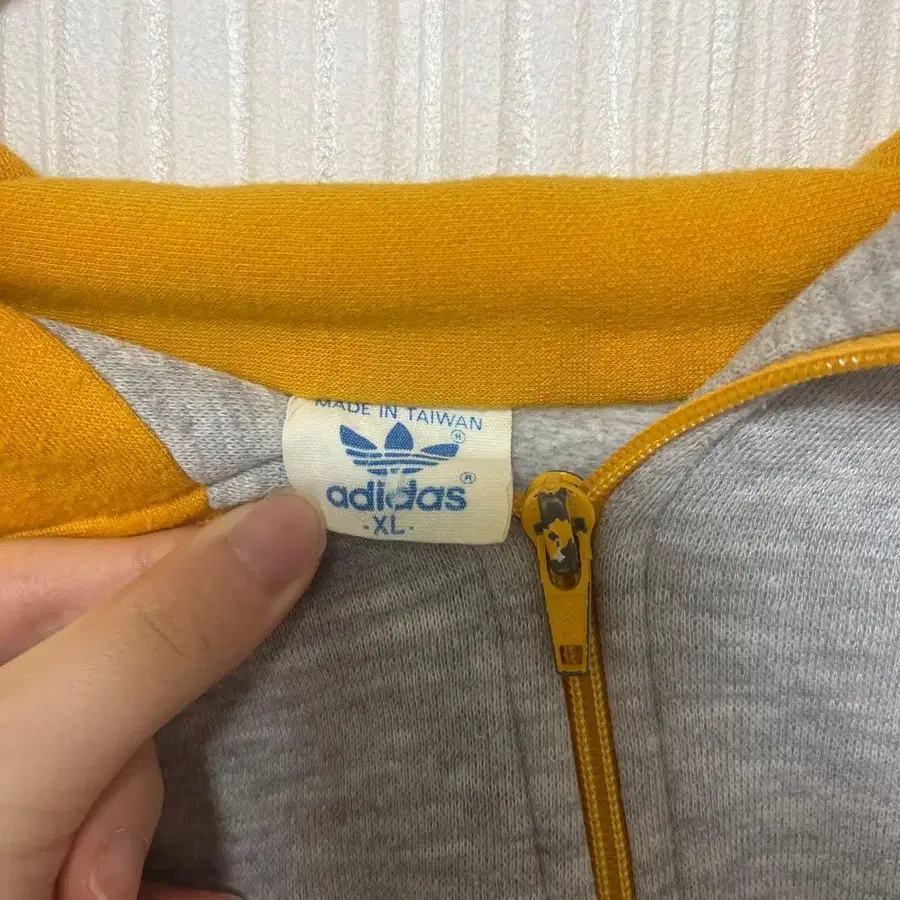 MADE IN TAIWAN
®
adidas®
- XL -